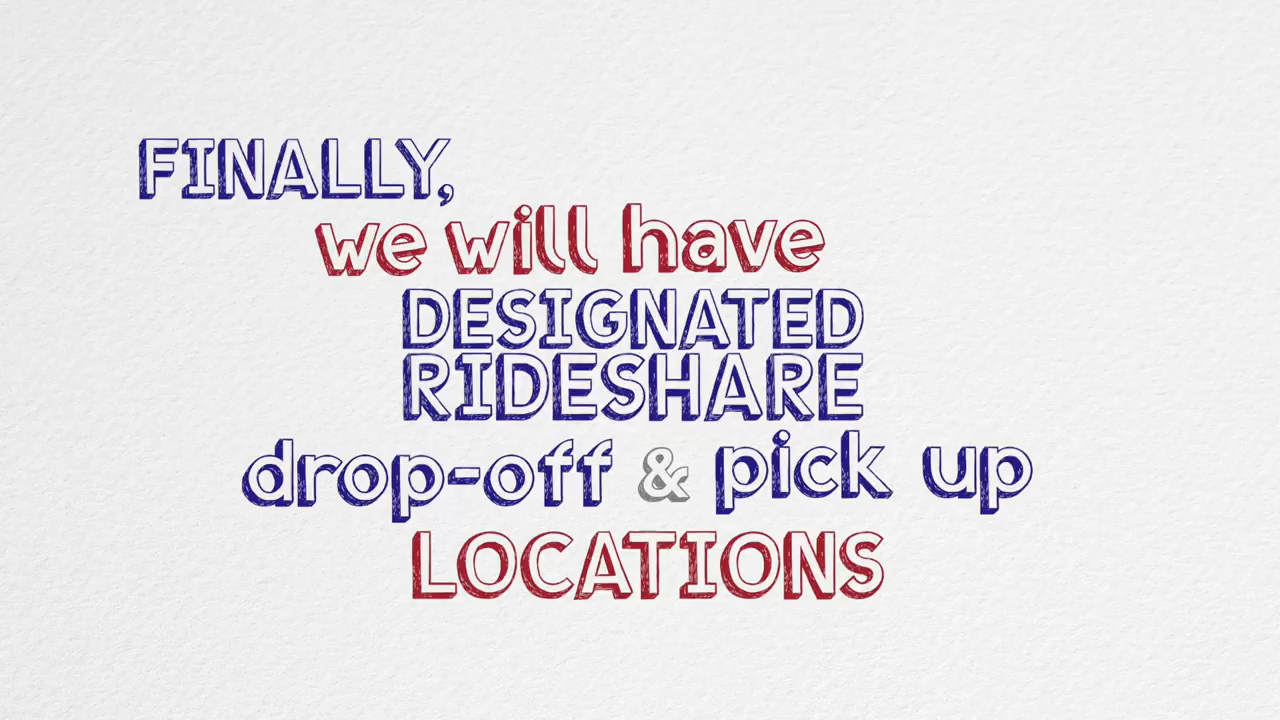 FINALLY,
we will have
DESIGNATED
RIDESHARE
drop-off & pick up
LOCATIONS